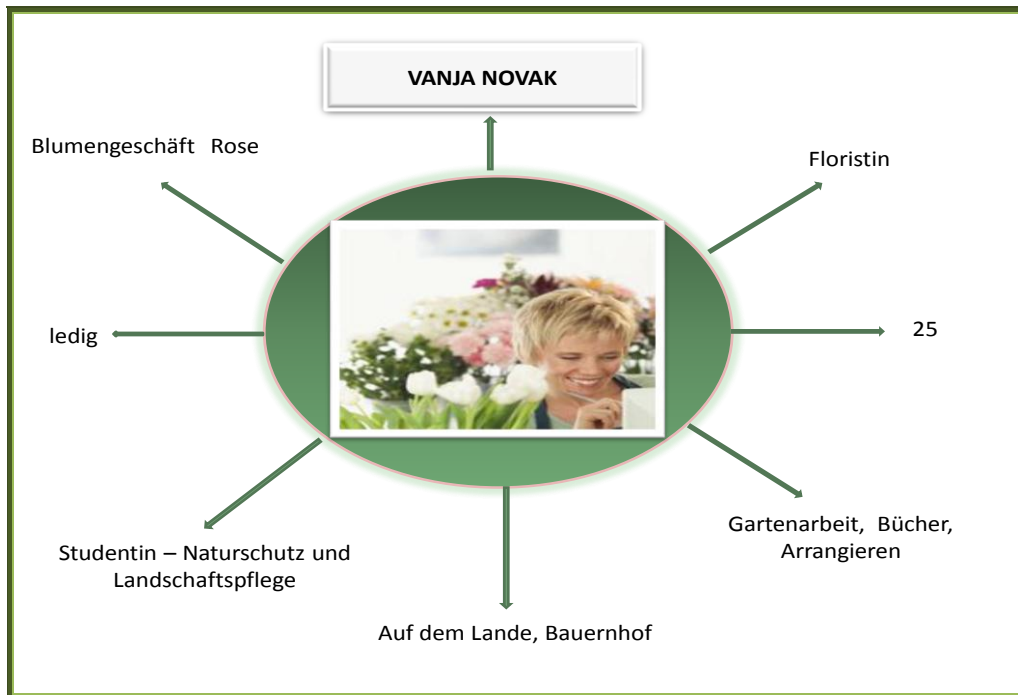 VANJA NOVAK
Blumengeschäft Rose
Floristin
ledig
25
Studentin – Naturschutz und
Landschaftspflege
Gartenarbeit, Bücher,
Arrangieren
Auf dem Lande, Bauernhof